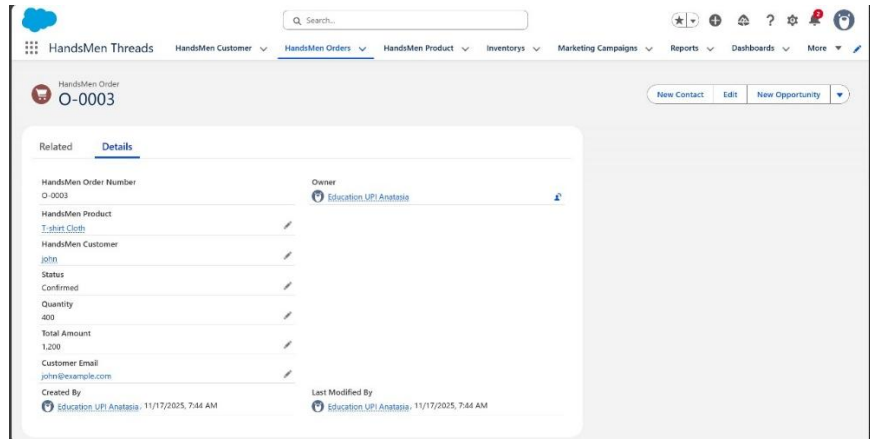 Search...
HandsMen Threads HandsMen Customer HandsMen Orders HandsMen Product Inventorys Marketing Campaigns Reports Dashboards More
2
HandsMen Order
O-0003
New Contact Edit New Opportunity
Related Details
HandsMen Order Number
O-0003
Owner
Education UPI Anatasia
HandsMen Product
T-shirt Cloth
HandsMen Customer
john
Status
Confirmed
Quantity
400
Total Amount
1,200
Customer Email
john@example.com
Created By
Education UPI Anatasia, 11/17/2025, 7:44 AM
Last Modified By
Education UPI Anatasia, 11/17/2025, 7:44 AM